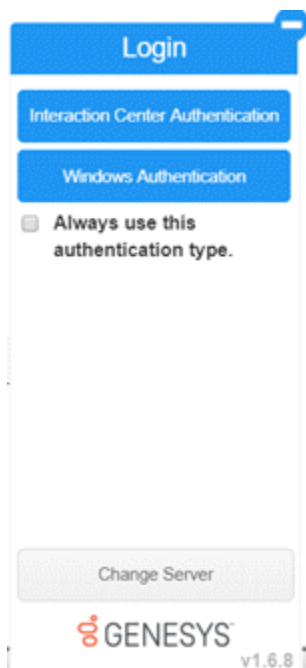 Login
Interaction Center Authentication
Windows Authentication
Always use this
authentication type.
Change Server
GENESYS
v1.6.8